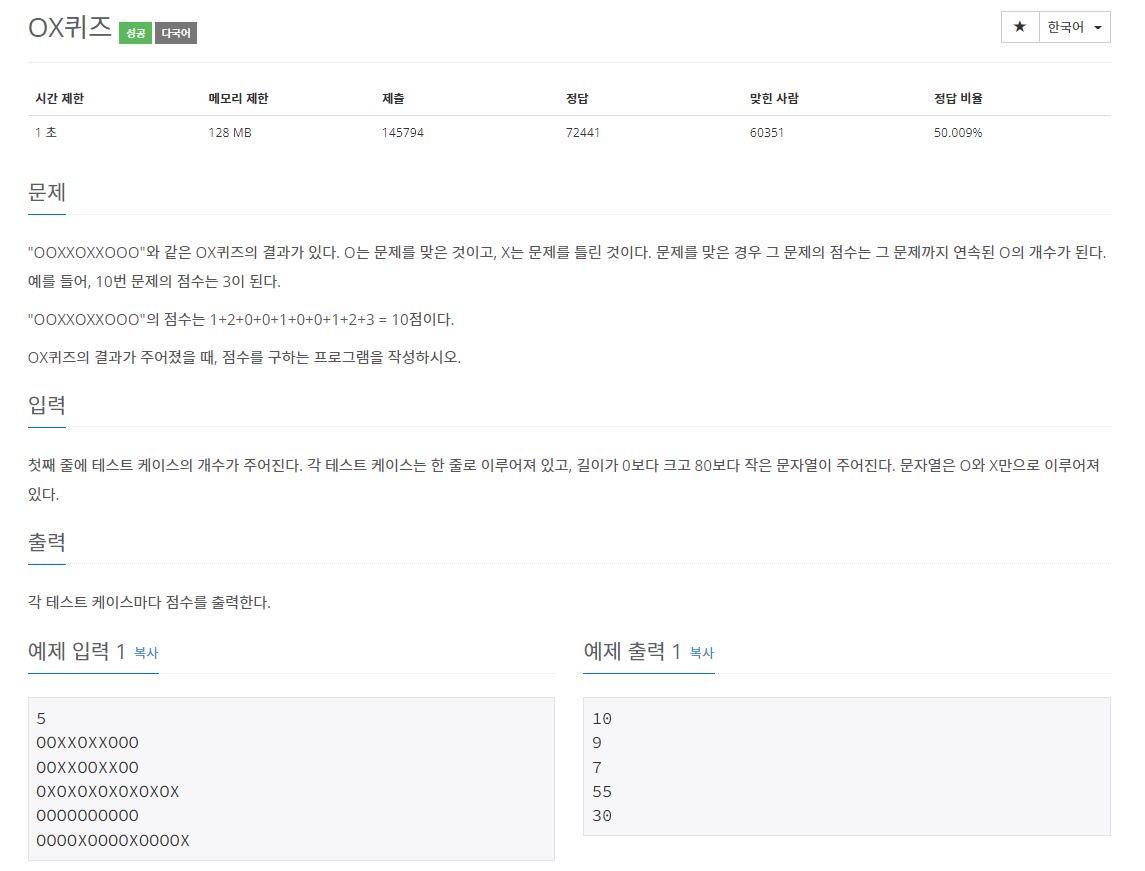 OX퀴즈 성공 다국어
★ 한국어
시간 제한 메모리 제한 제출 정답 맞힌 사람 정답 비율
1 초 128 MB 145794 72441 60351 50.009%
문제
"OOXXOXXOOO"와 같은 OX퀴즈의 결과가 있다. O는 문제를 맞은 것이고, X는 문제를 틀린 것이다. 문제를 맞은 경우 그 문제의 점수는 그 문제까지 연속된 O의 개수가 된다.
예를 들어, 10번 문제의 점수는 3이 된다.
"OOXXOXXOOO"의 점수는 1+2+0+0+1+0+0+1+2+3 = 10점이다.
OX퀴즈의 결과가 주어졌을 때, 점수를 구하는 프로그램을 작성하시오.
입력
첫째 줄에 테스트 케이스의 개수가 주어진다. 각 테스트 케이스는 한 줄로 이루어져 있고, 길이가 0보다 크고 80보다 작은 문자열이 주어진다. 문자열은 O와 X만으로 이루어져
있다.
출력
각 테스트 케이스마다 점수를 출력한다.
예제 입력 1 복사
5
OOXXOXXOOO
OOXXOOXXOO
OXOXOXOXOXOXOX
OOOOOOOOOO
OOOOXOOOOXOOOOX
예제 출력 1 복사
10
9
7
55
30